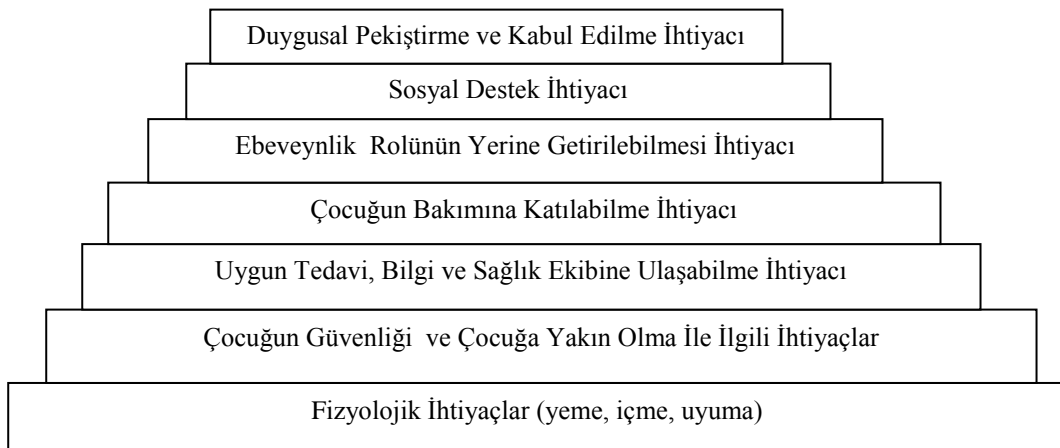 Duygusal Pekiştirme ve Kabul Edilme İhtiyacı
Sosyal Destek İhtiyacı
Ebeveynlik Rolünün Yerine Getirilebilmesi İhtiyacı
Çocuğun Bakımına Katılabilme İhtiyacı
Uygun Tedavi, Bilgi ve Sağlık Ekibine Ulaşabilme İhtiyacı
Çocuğun Güvenliği ve Çocuğa Yakın Olma İle İlgili İhtiyaçlar
Fizyolojik İhtiyaçlar (yeme, içme, uyuma)